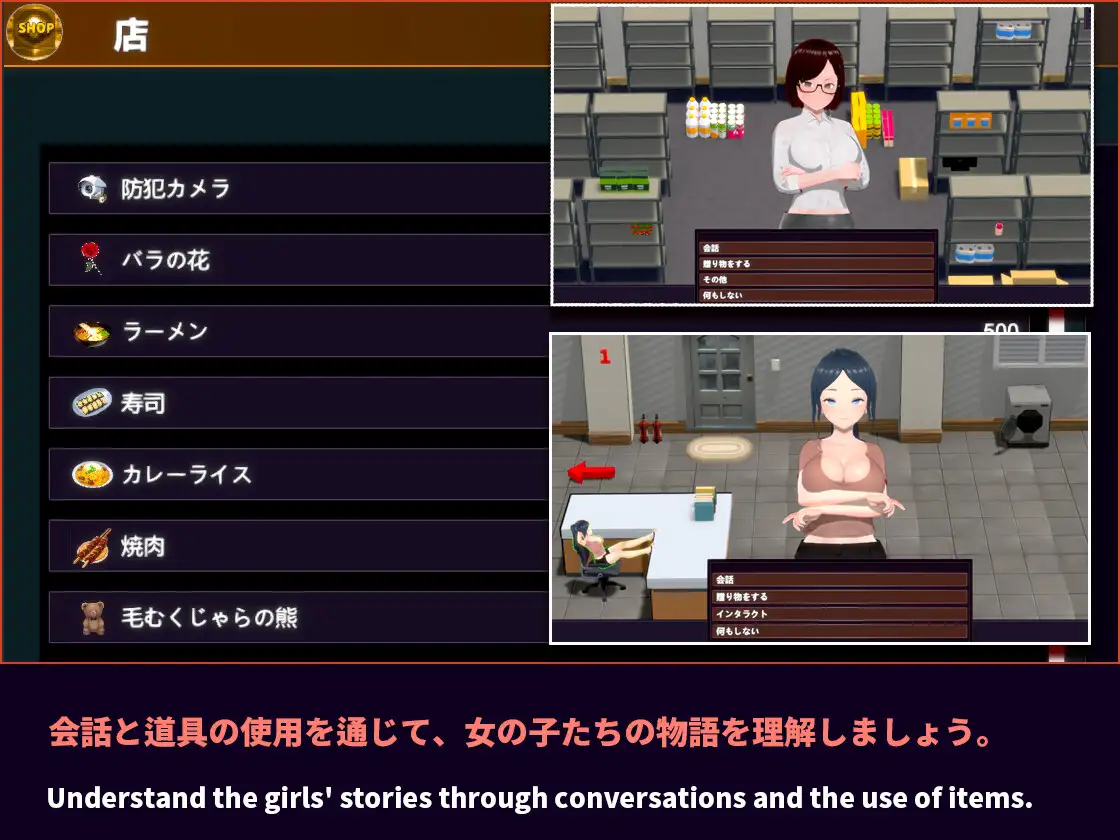 SHOP
店
防犯カメラ
バラの花
ラーメン
寿司
カレーライス
焼肉
毛むくじゃらの熊
会話
贈り物をする
その他
何もしない
500
1
会話
贈り物をする
インタラクト
何もしない
会話と道具の使用を通じて、女の子たちの物語を理解しましょう。
Understand the girls' stories through conversations and the use of items.